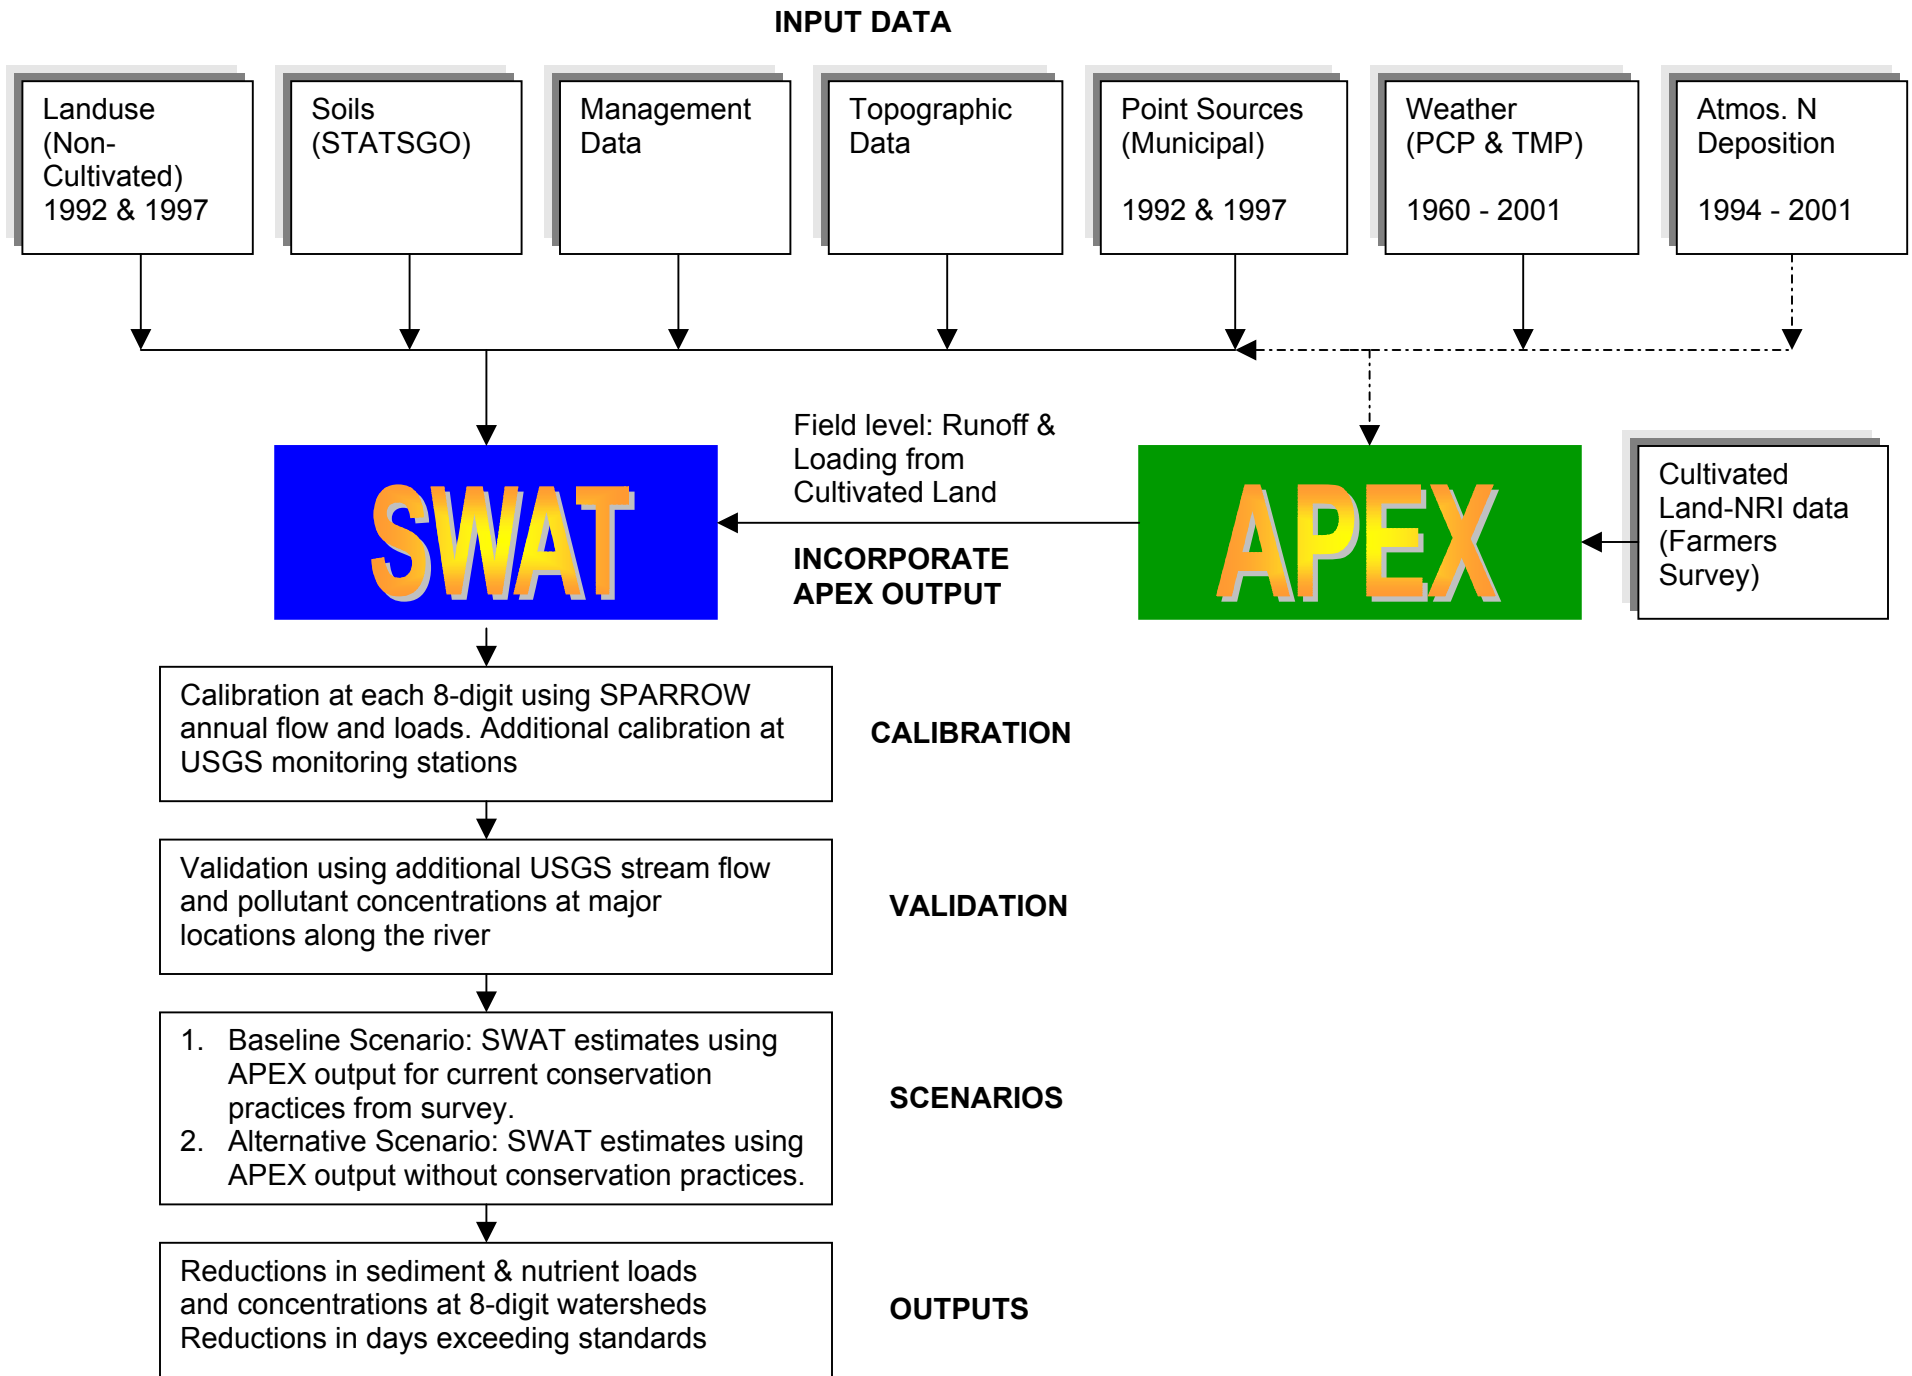 INPUT DATA
Landuse
(Non-
Cultivated)
1992 & 1997
Soils
(STATSGO)
Management
Data
Topographic
Data
Point Sources
(Municipal)
1992 & 1997
Weather
(PCP & TMP)
1960 - 2001
Atmos. N
Deposition
1994 - 2001
SWAT
Field level: Runoff &
Loading from
Cultivated Land
INCORPORATE
APEX OUTPUT
APEX
Cultivated
Land-NRI data
(Farmers
Survey)
Calibration at each 8-digit using SPARROW
annual flow and loads. Additional calibration at
USGS monitoring stations
CALIBRATION
Validation using additional USGS stream flow
and pollutant concentrations at major
locations along the river
VALIDATION
1. Baseline Scenario: SWAT estimates using
APEX output for current conservation
practices from survey.
2. Alternative Scenario: SWAT estimates using
APEX output without conservation practices.
SCENARIOS
Reductions in sediment & nutrient loads
and concentrations at 8-digit watersheds
Reductions in days exceeding standards
OUTPUTS